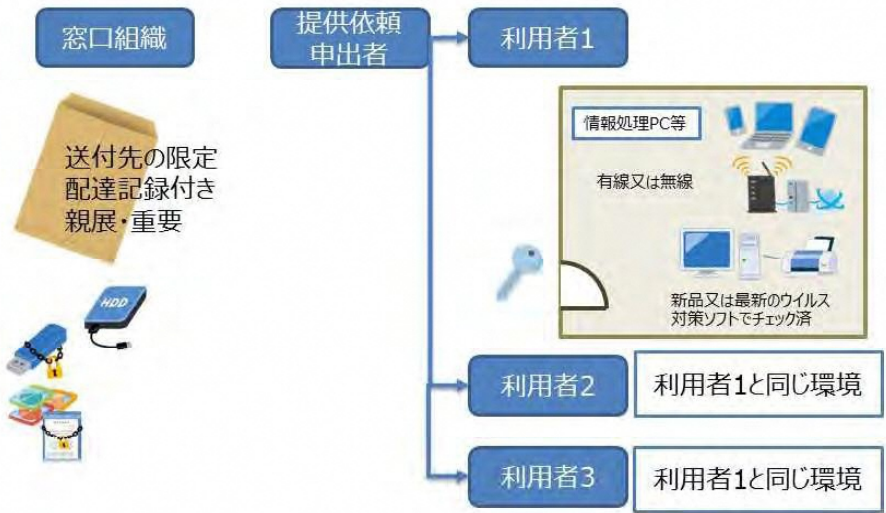 窓口組織
提供依頼
申出者
利用者1
送付先の限定
配達記録付き
親展・重要
HDD
情報処理PC等
有線又は無線
新品又は最新のウイルス
対策ソフトでチェック済
利用者2
利用者1と同じ環境
利用者3
利用者1と同じ環境